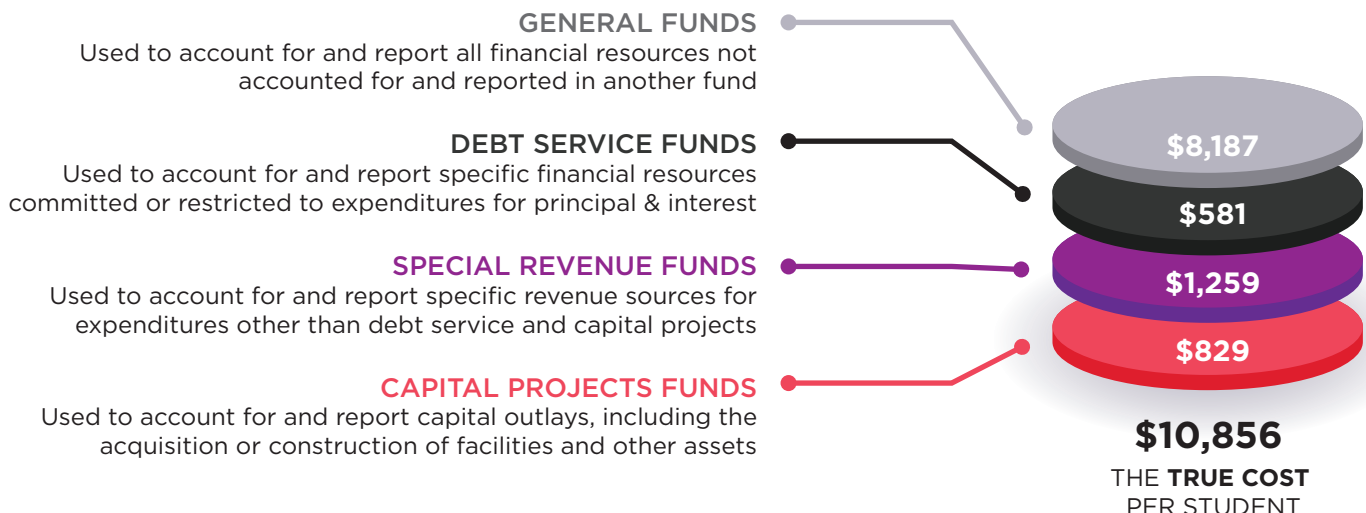 GENERAL FUNDS
Used to account for and report all financial resources not
accounted for and reported in another fund
DEBT SERVICE FUNDS
Used to account for and report specific financial resources
committed or restricted to expenditures for principal & interest
SPECIAL REVENUE FUNDS
Used to account for and report specific revenue sources for
expenditures other than debt service and capital projects
CAPITAL PROJECTS FUNDS
Used to account for and report capital outlays, including the
acquisition or construction of facilities and other assets
$8,187
$581
$1,259
$829
$10,856
THE TRUE COST
PER STUDENT